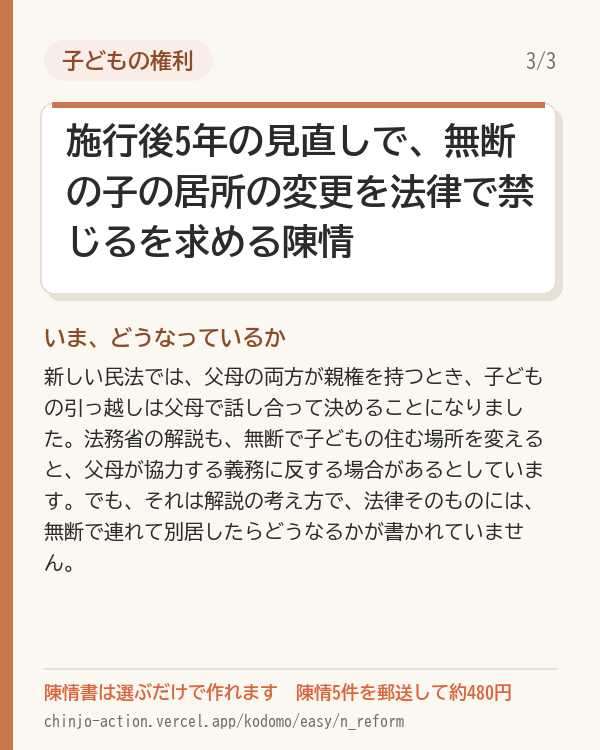 子どもの権利
3/3
施行後5年の見直しで、無断
の子の居所の変更を法律で禁
じるを求める陳情
いま、どうなっているか
新しい民法では、父母の両方が親権を持つとき、子ども
の引っ越しは父母で話し合って決めることになりまし
た。法務省の解説も、無断で子どもの住む場所を変える
と、父母が協力する義務に反する場合があるとしていま
す。でも、それは解説の考え方で、法律そのものには、
無断で連れて別居したらどうなるかが書かれていませ
ん。
陳情書は選ぶだけで作れます　陳情5件を郵送して約480円
chinjo-action.vercel.app/kodomo/easy/n_reform